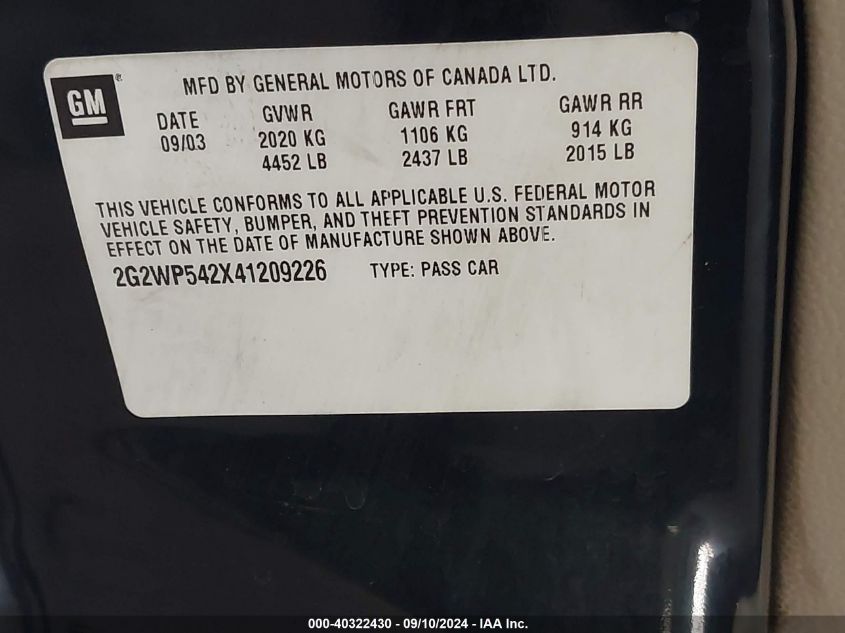 GM ®
MFD BY GENERAL MOTORS OF CANADA LTD.
DATE GVWR GAWR FRT GAWR RR
09/03 2020 KG 1106 KG 914 KG
4452 LB 2437 LB 2015 LB
THIS VEHICLE CONFORMS TO ALL APPLICABLE U.S. FEDERAL MOTOR
VEHICLE SAFETY, BUMPER, AND THEFT PREVENTION STANDARDS IN
EFFECT ON THE DATE OF MANUFACTURE SHOWN ABOVE.
2G2WP542X41209226 TYPE: PASS CAR
000-40322430 - 09/10/2024 - IAA Inc.